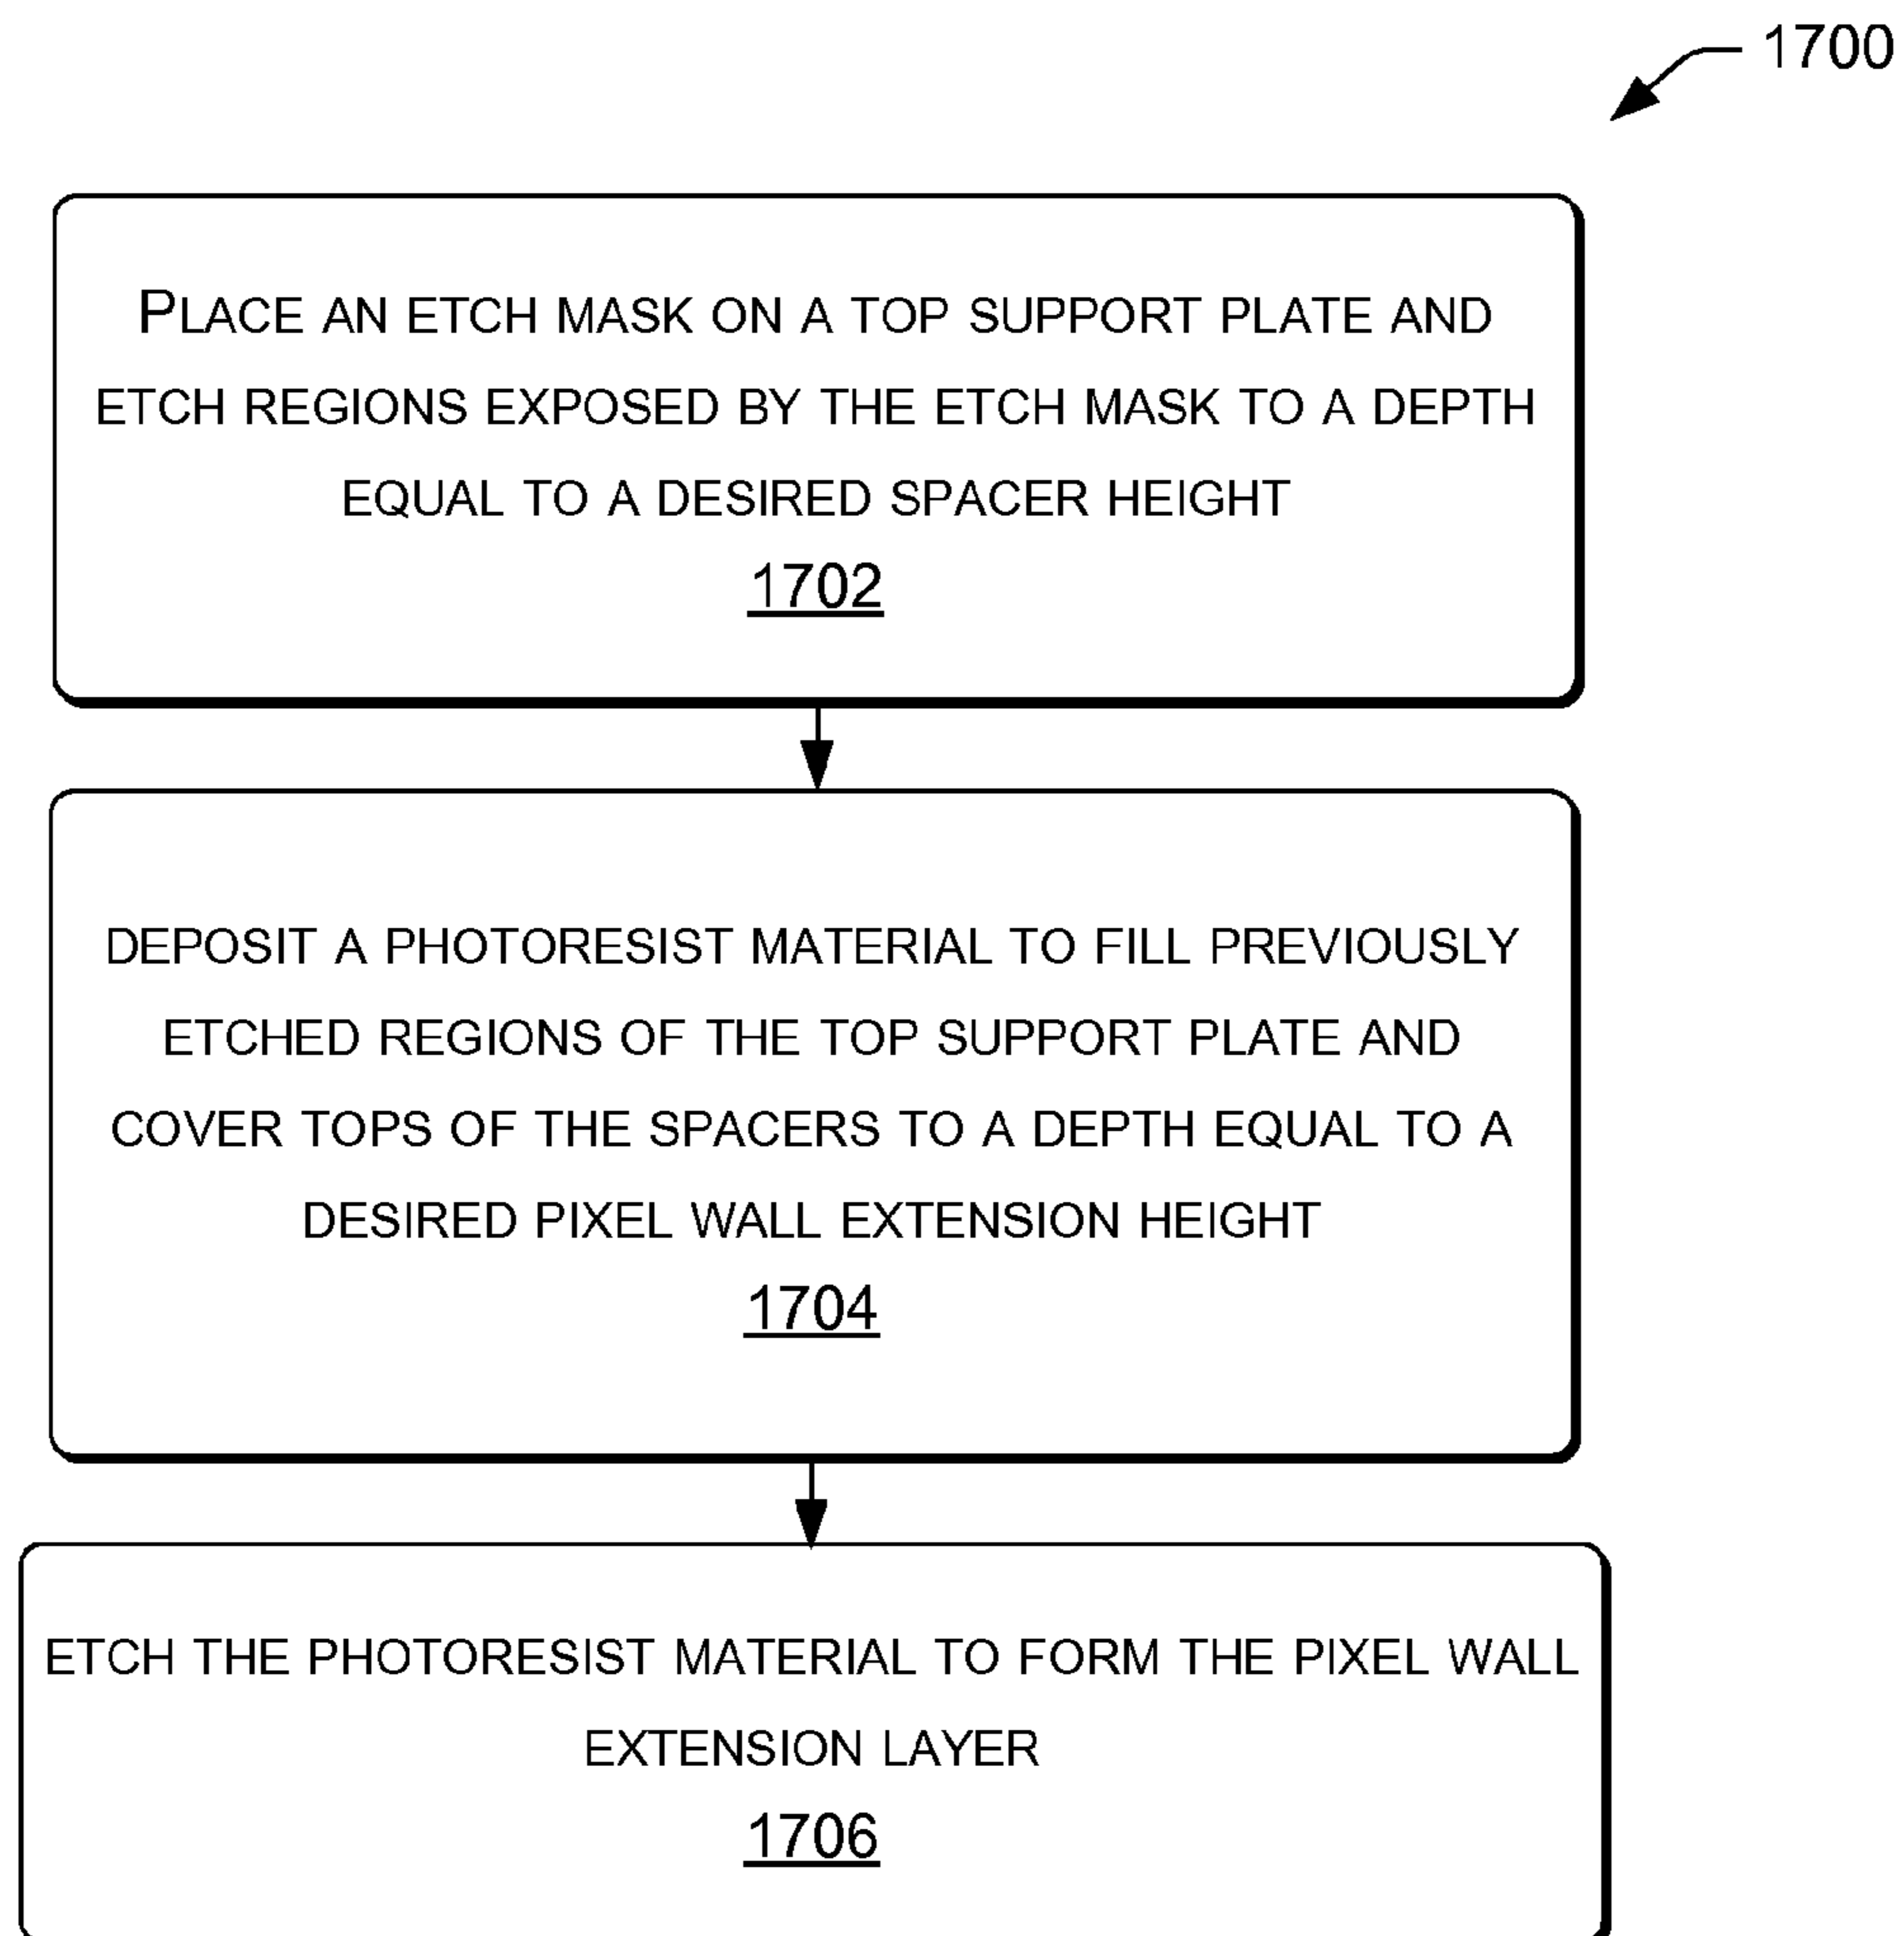 1700
PLACE AN ETCH MASK ON A TOP SUPPORT PLATE AND
ETCH REGIONS EXPOSED BY THE ETCH MASK TO A DEPTH
EQUAL TO A DESIRED SPACER HEIGHT
1702
DEPOSIT A PHOTORESIST MATERIAL TO FILL PREVIOUSLY
ETCHED REGIONS OF THE TOP SUPPORT PLATE AND
COVER TOPS OF THE SPACERS TO A DEPTH EQUAL TO A
DESIRED PIXEL WALL EXTENSION HEIGHT
1704
ETCH THE PHOTORESIST MATERIAL TO FORM THE PIXEL WALL
EXTENSION LAYER
1706